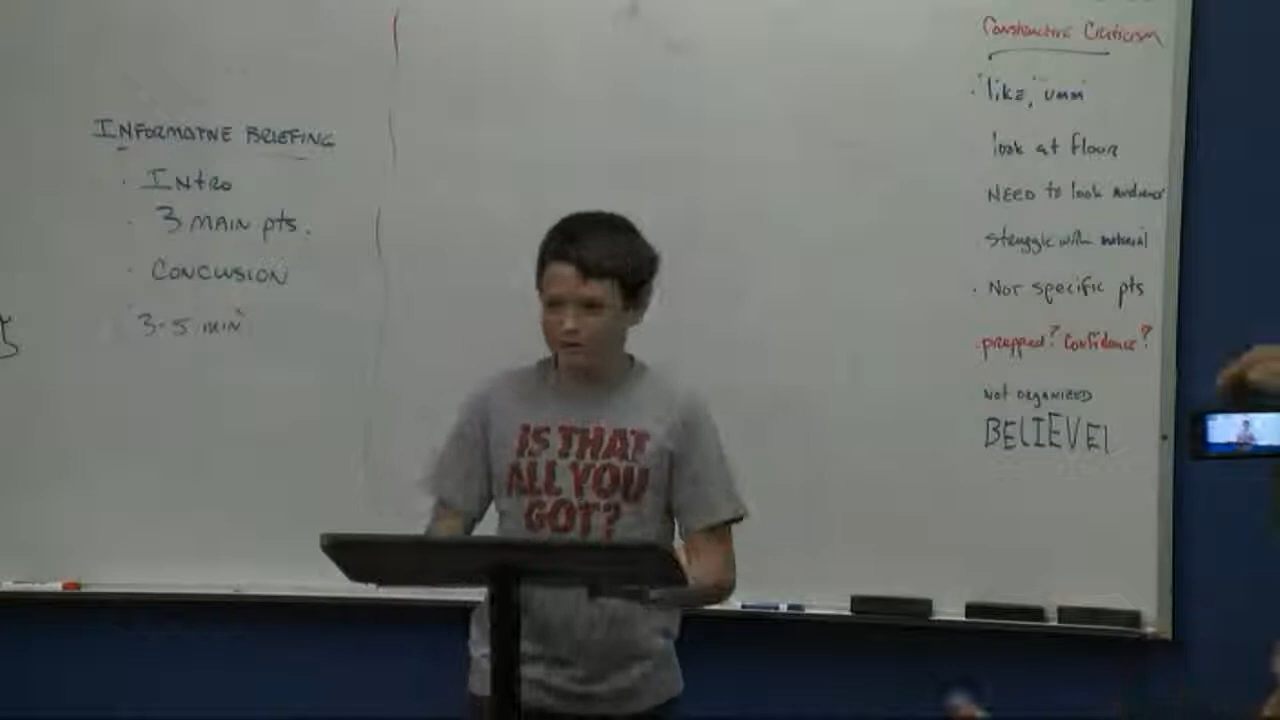 INFORMATIVE BRIEFING
· INTRO
· 3 MAIN pts.
· CONCLUSION
"3-5 MIN"
IS THAT
ALL YOU
GOT?
Constructive Criticism
· "like," umm"
look at floor
NEED to look Audience
struggle with material
· Not specific pts
prepped? Confidence?
Not ORGANIZED
BELIEVE!